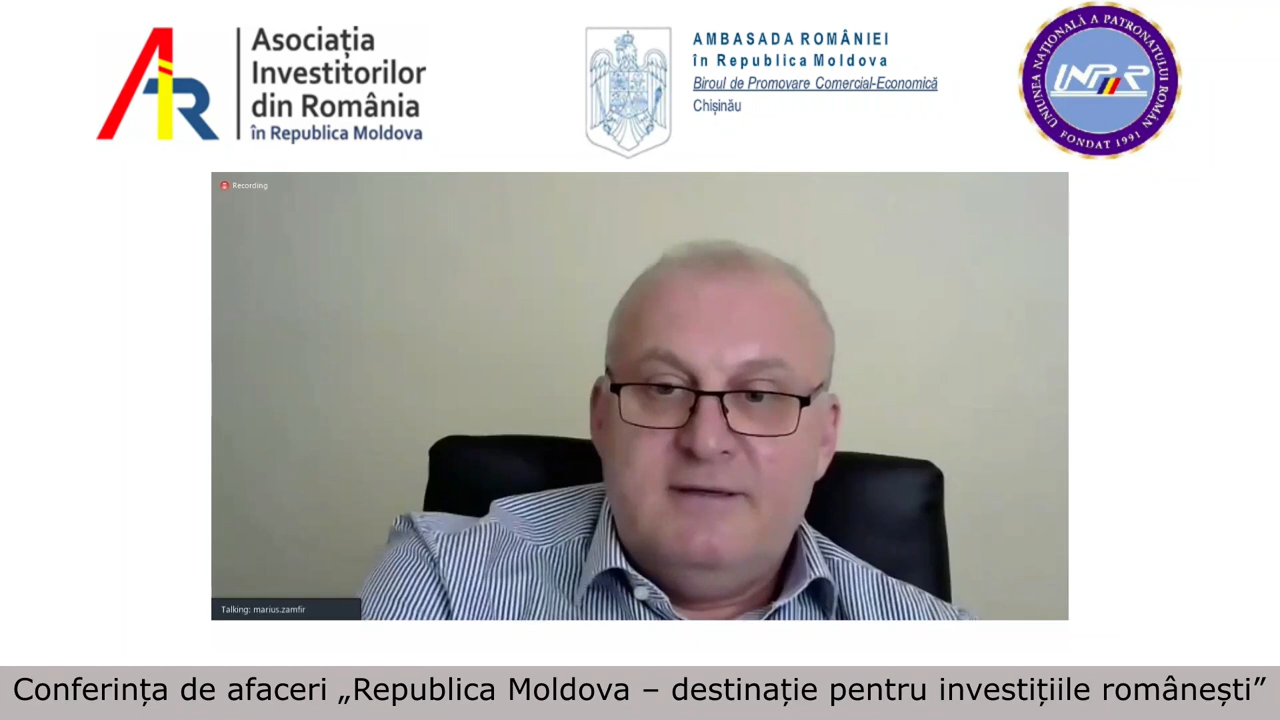 Asociația
Investitorilor
din România
în Republica Moldova
AMBASADA ROMÂNIEI
în Republica Moldova
Biroul de Promovare Comercial-Economică
Chișinău
UNIUNEA NAȚIONALĂ A PATRONATULUI ROMÂN
UNPR
FONDAT 1991
Recording
Talking: marius.zamfir
Conferința de afaceri „Republica Moldova – destinație pentru investițiile românești”